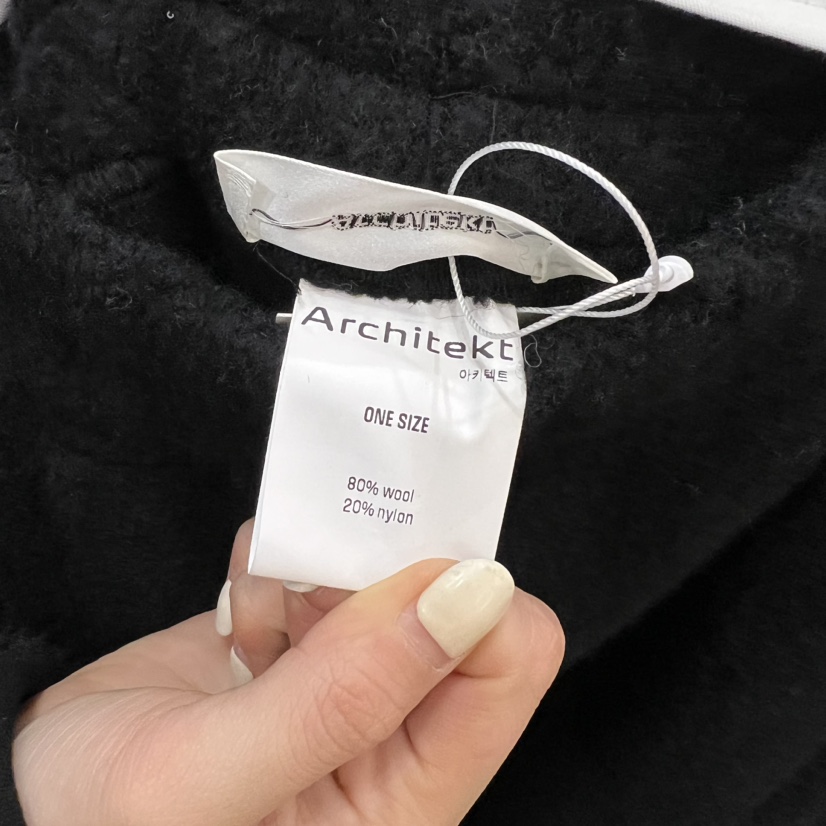 Architekt
아키텍트
ONE SIZE
80% wool
20% nylon